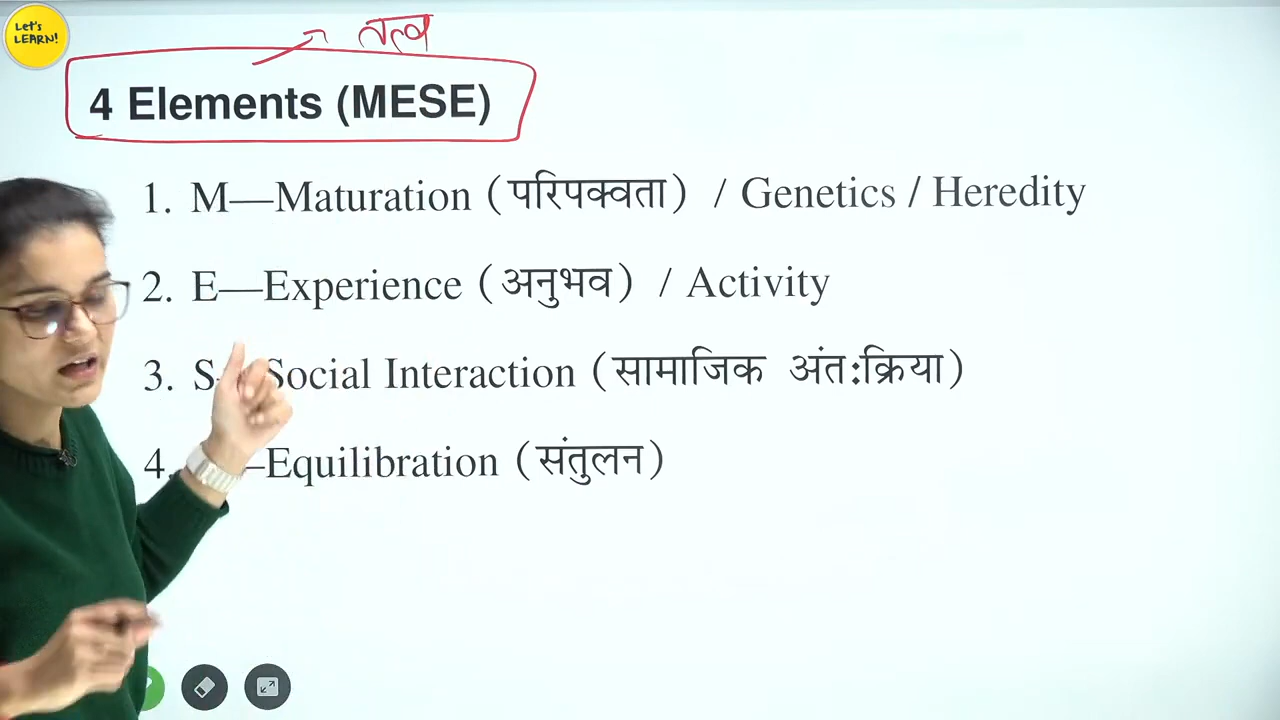 Let's
LEARN!
तत्व
4 Elements (MESE)
1. M—Maturation (परिपक्वता) / Genetics / Heredity
2. E—Experience (अनुभव) / Activity
3. S—Social Interaction (सामाजिक अंतःक्रिया)
4. —Equilibration (संतुलन)